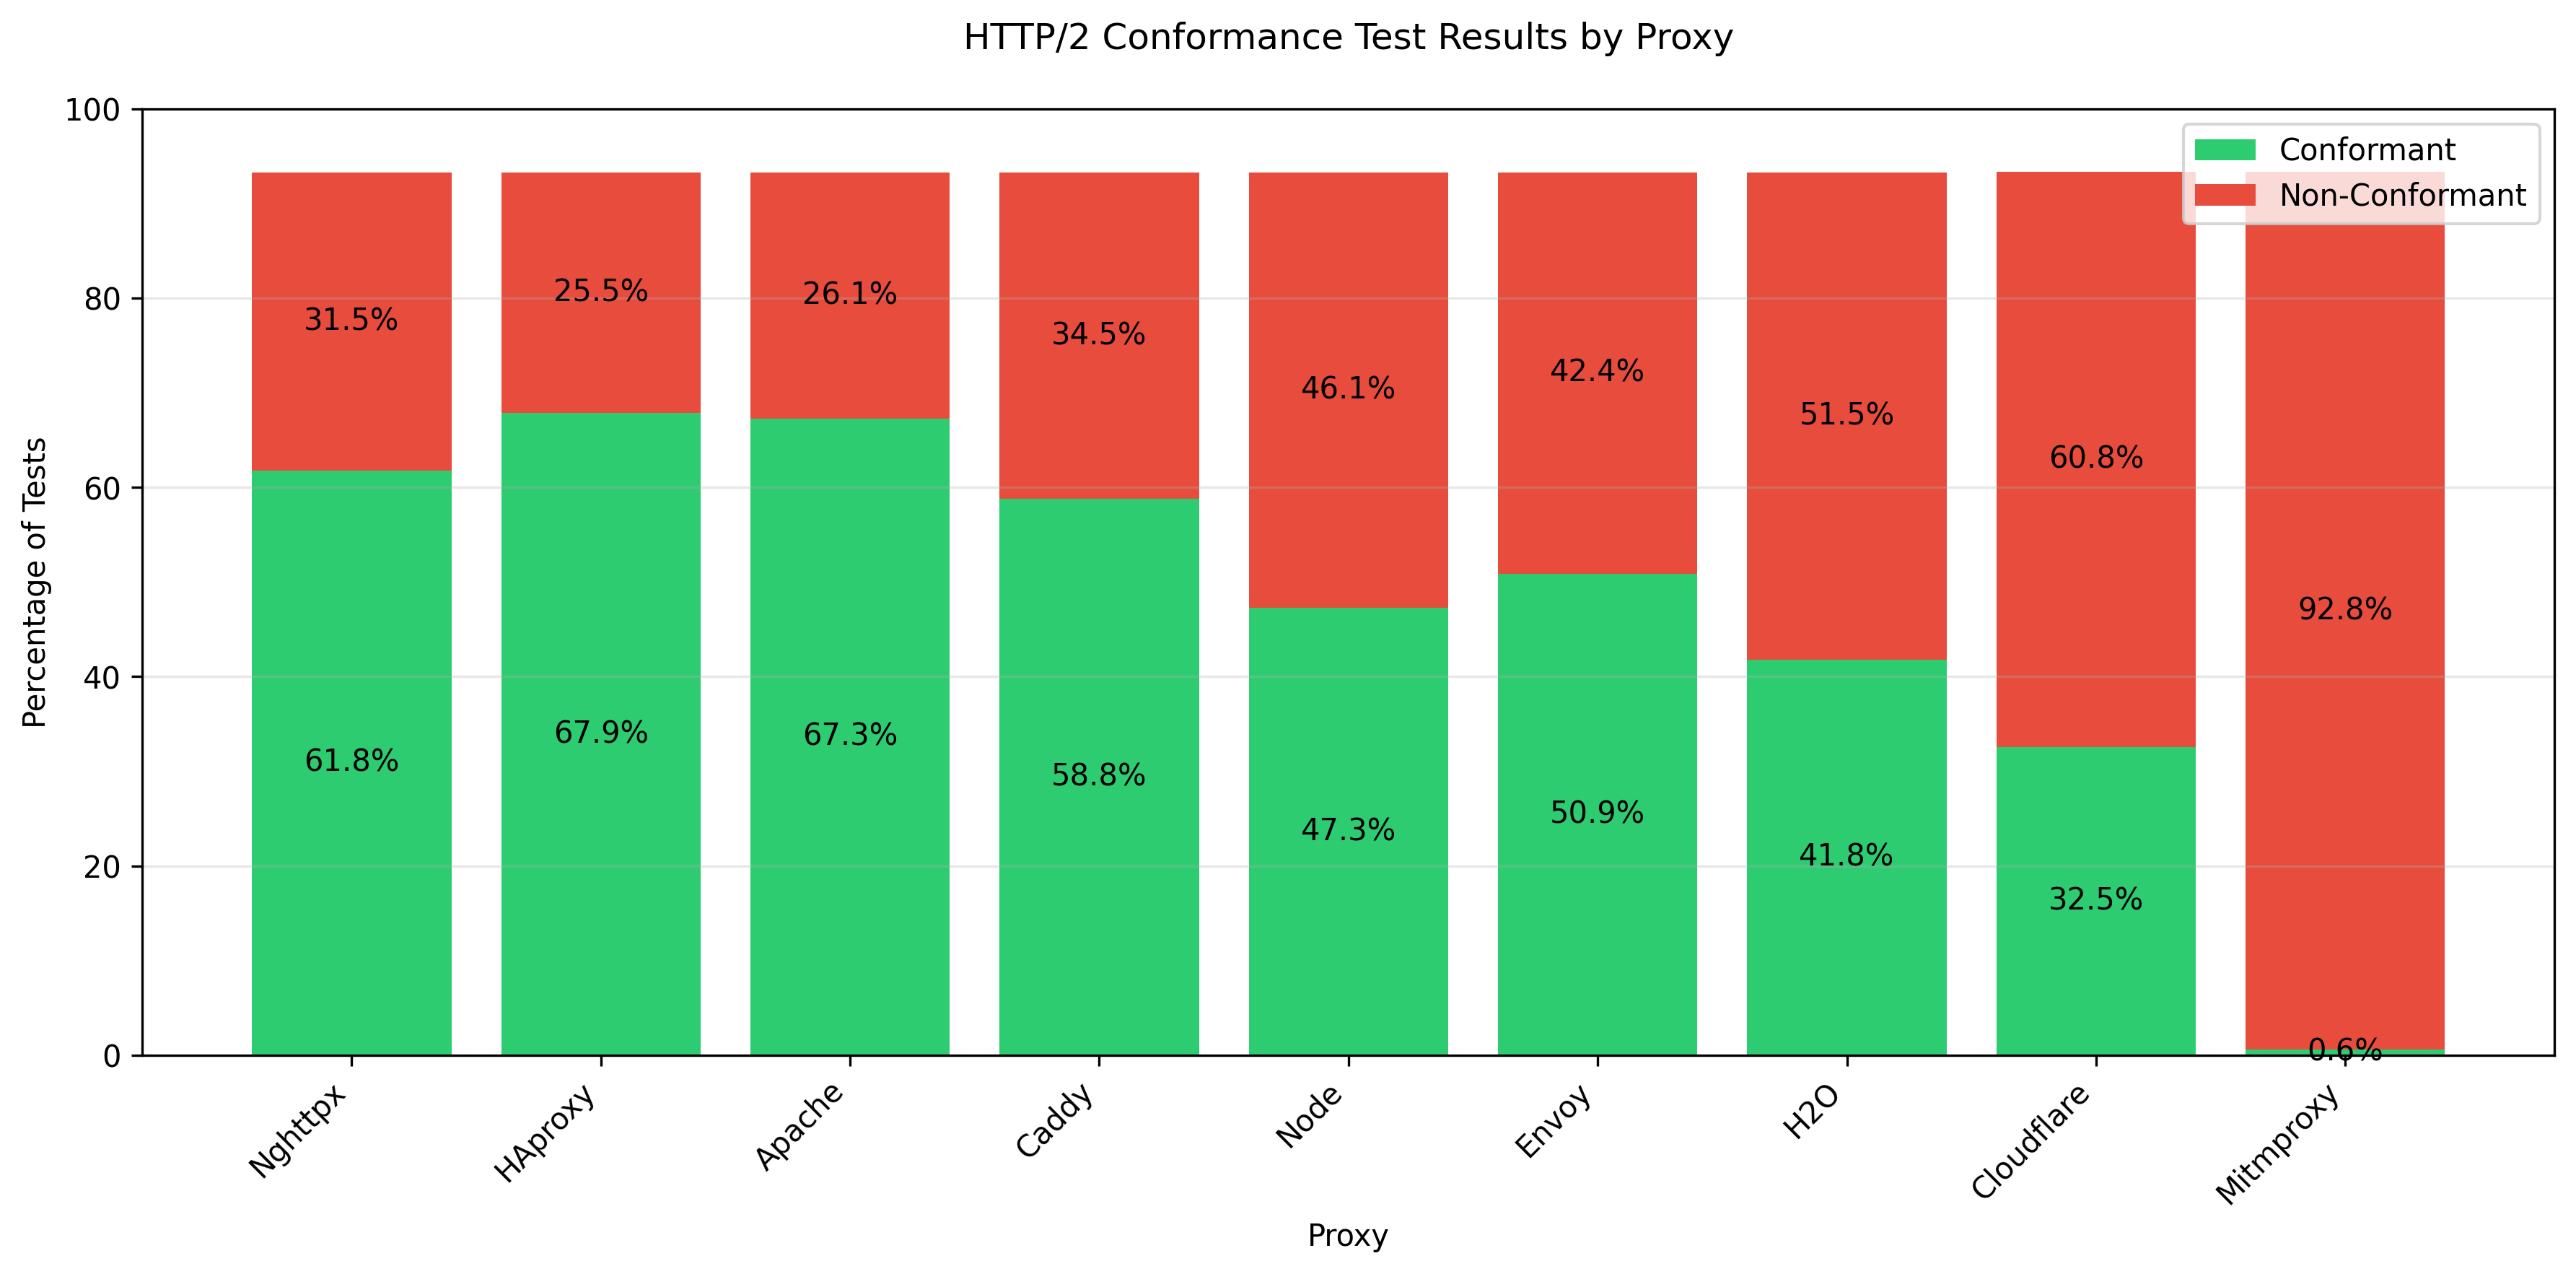 HTTP/2 Conformance Test Results by Proxy
Conformant
Non-Conformant
Percentage of Tests
100
80
60
40
20
0
31.5%
25.5%
26.1%
34.5%
46.1%
42.4%
51.5%
60.8%
92.8%
61.8%
67.9%
67.3%
58.8%
47.3%
50.9%
41.8%
32.5%
0.6%
Nghttpx
HAproxy
Apache
Caddy
Node
Envoy
H2O
Cloudflare
Mitmproxy
Proxy